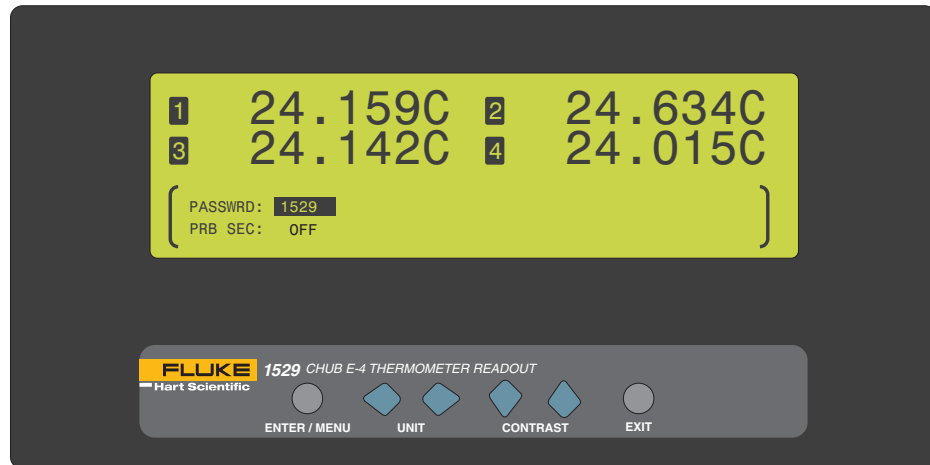 1 24.159C 2 24.634C
3 24.142C 4 24.015C
PASSWRD: 1529
PRB SEC: OFF
FLUKE 1529 CHUB E-4 THERMOMETER READOUT
Hart Scientific
ENTER / MENU UNIT CONTRAST EXIT